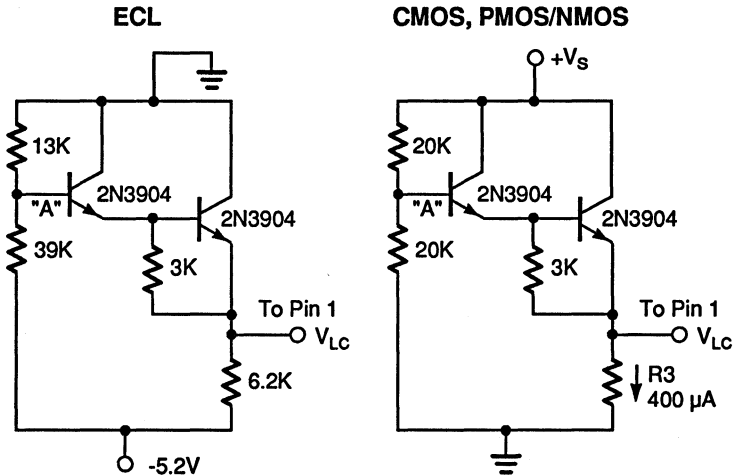 ECL
13K
"A"
2N3904
2N3904
39K
3K
To Pin 1
VLC
6.2K
-5.2V
CMOS, PMOS/NMOS
+VS
20K
"A"
2N3904
2N3904
20K
3K
To Pin 1
VLC
R3
400 μA